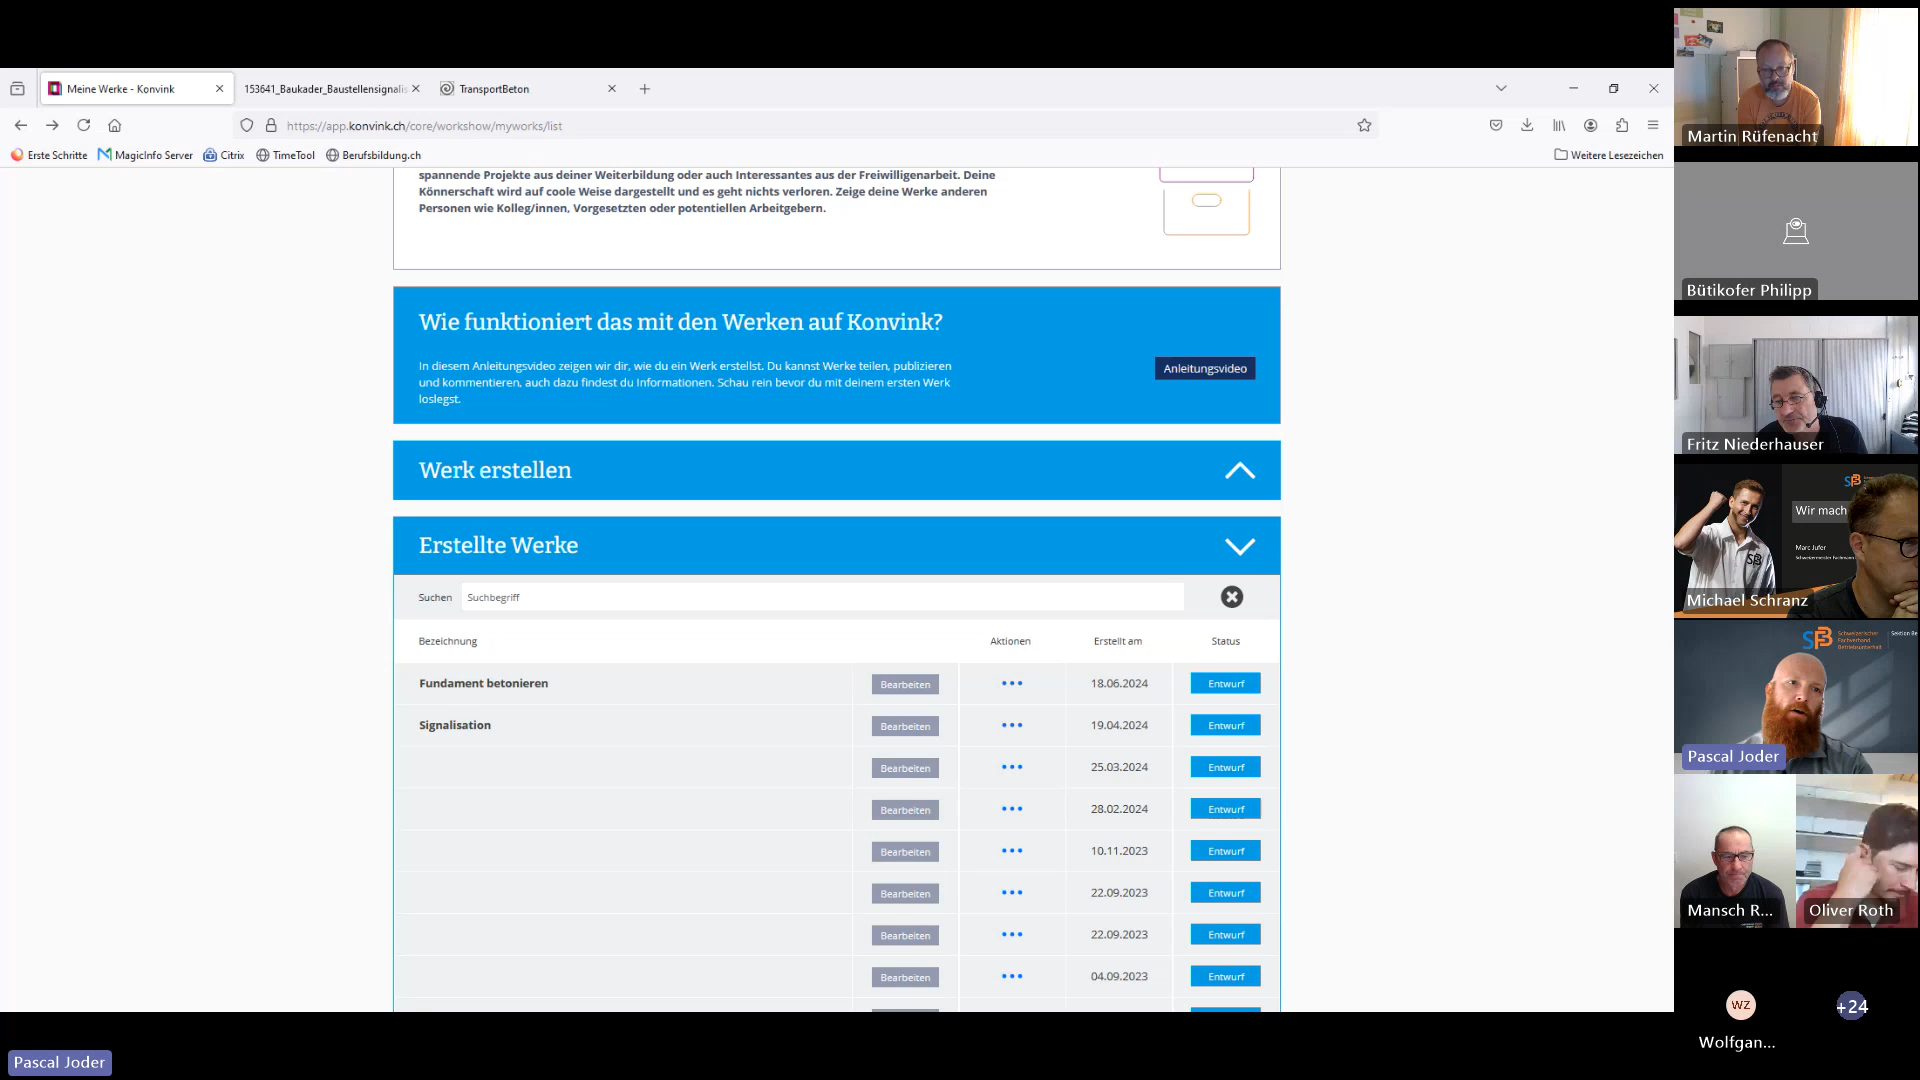 Meine Werke - Konvink
153641_Baukader_Baustellensignalis
TransportBeton
https://app.konvink.ch/core/workshow/myworks/list
Erste Schritte
MagicInfo Server
Citrix
TimeTool
Berufsbildung.ch
Weitere Lesezeichen
spannende Projekte aus deiner Weiterbildung oder auch Interessantes aus der Freiwilligenarbeit. Deine
Könnerschaft wird auf coole Weise dargestellt und es geht nichts verloren. Zeige deine Werke anderen
Personen wie Kolleg/innen, Vorgesetzten oder potentiellen Arbeitgebern.
Wie funktioniert das mit den Werken auf Konvink?
In diesem Anleitungsvideo zeigen wir dir, wie du ein Werk erstellst. Du kannst Werke teilen, publizieren
und kommentieren, auch dazu findest du Informationen. Schau rein bevor du mit deinem ersten Werk
loslegst.
Anleitungsvideo
Werk erstellen
Erstellte Werke
Suchen
Suchbegriff
Bezeichnung
Aktionen
Erstellt am
Status
Fundament betonieren
Bearbeiten
18.06.2024
Entwurf
Signalisation
Bearbeiten
19.04.2024
Entwurf
Bearbeiten
25.03.2024
Entwurf
Bearbeiten
28.02.2024
Entwurf
Bearbeiten
10.11.2023
Entwurf
Bearbeiten
22.09.2023
Entwurf
Bearbeiten
22.09.2023
Entwurf
Bearbeiten
04.09.2023
Entwurf
Martin Rüfenacht
Bütikofer Philipp
Fritz Niederhauser
Wir mach
Marc Jufer
Michael Schranz
SFB
Schweizerischer
Fachverband
Betriebsunterhalt
Sektion Be
Pascal Joder
Mansch R...
Oliver Roth
WZ
+24
Wolfgan...
Pascal Joder